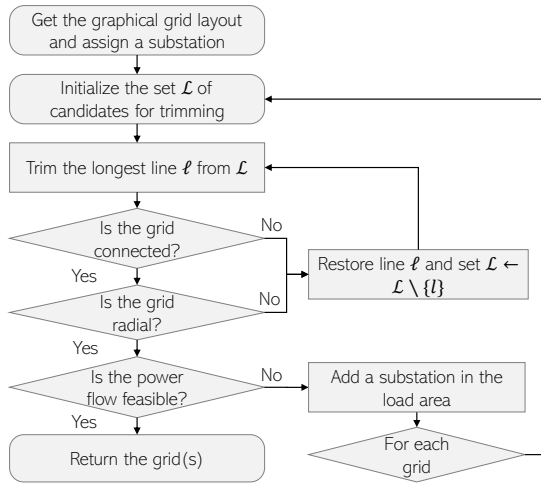 Get the graphical grid layout
and assign a substation
Initialize the set ℒ of
candidates for trimming
Trim the longest line ℓ from ℒ
Is the grid
connected?
No
Yes
Restore line ℓ and set ℒ ←
ℒ \ {l}
Is the grid
radial?
No
Yes
Is the power
flow feasible?
No
Yes
Add a substation in the
load area
For each
grid
Return the grid(s)